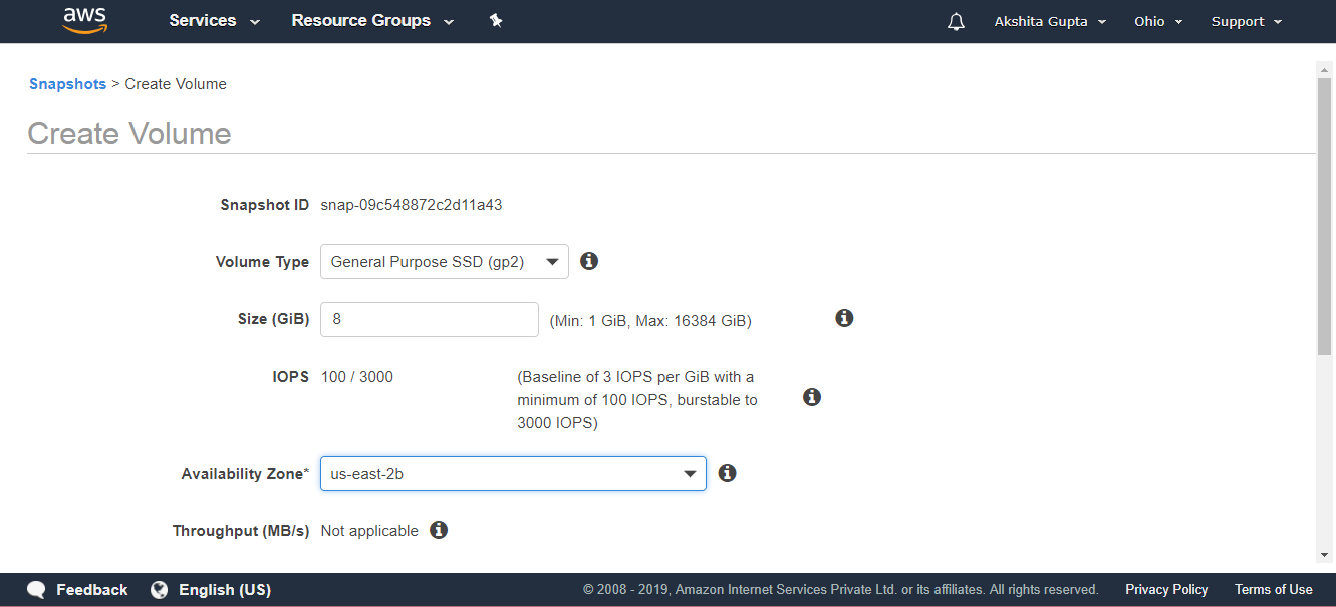 aws Services Resource Groups Akshita Gupta Ohio Support
Snapshots > Create Volume
Create Volume
Snapshot ID snap-09c548872c2d11a43
Volume Type General Purpose SSD (gp2)
Size (GiB) 8 (Min: 1 GiB, Max: 16384 GiB)
IOPS 100 / 3000 (Baseline of 3 IOPS per GiB with a
minimum of 100 IOPS, burstable to
3000 IOPS)
Availability Zone* us-east-2b
Throughput (MB/s) Not applicable
Feedback English (US) © 2008 - 2019, Amazon Internet Services Private Ltd. or its affiliates. All rights reserved. Privacy Policy Terms of Use